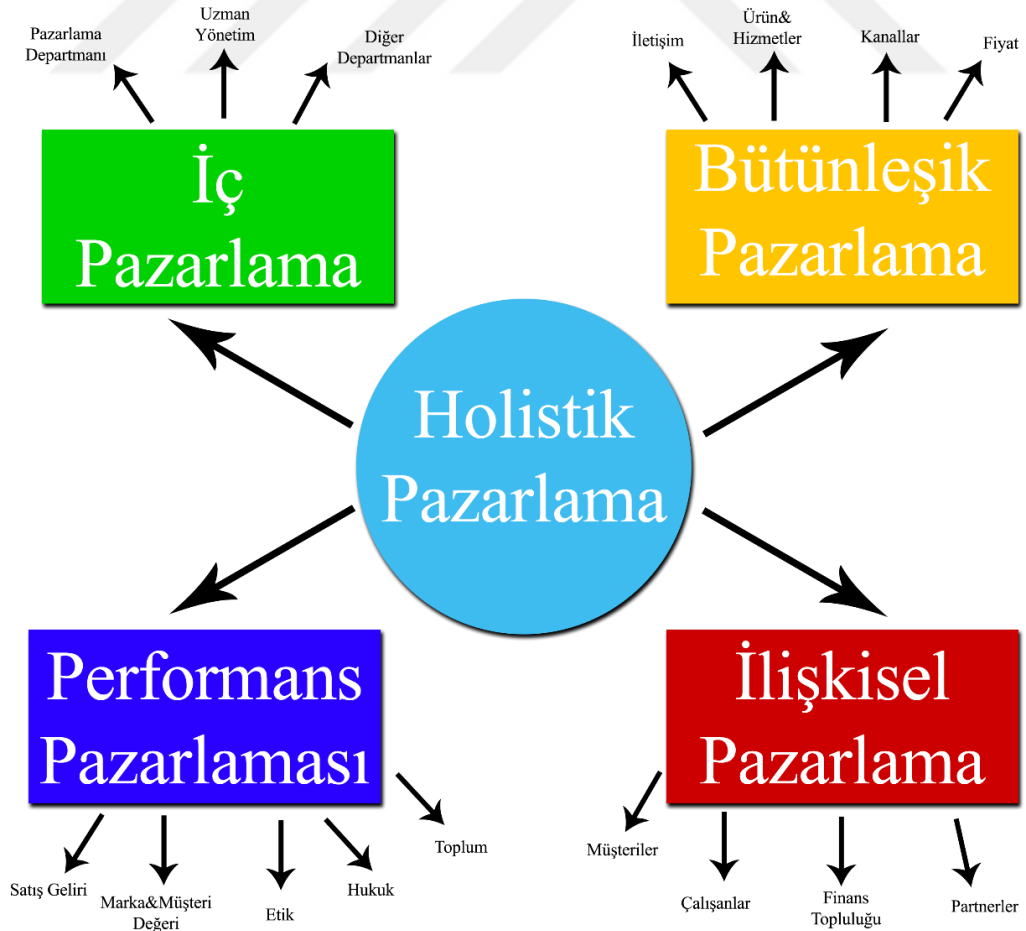 Pazarlama
Departmanı
Uzman
Yönetim
Diğer
Departmanlar
İç
Pazarlama
İletişim
Ürün&
Hizmetler
Kanallar
Fiyat
Bütünleşik
Pazarlama
Holistik
Pazarlama
Performans
Pazarlaması
Satış Geliri
Marka&Müşteri
Değeri
Etik
Hukuk
Toplum
İlişkisel
Pazarlama
Müşteriler
Çalışanlar
Finans
Topluluğu
Partnerler